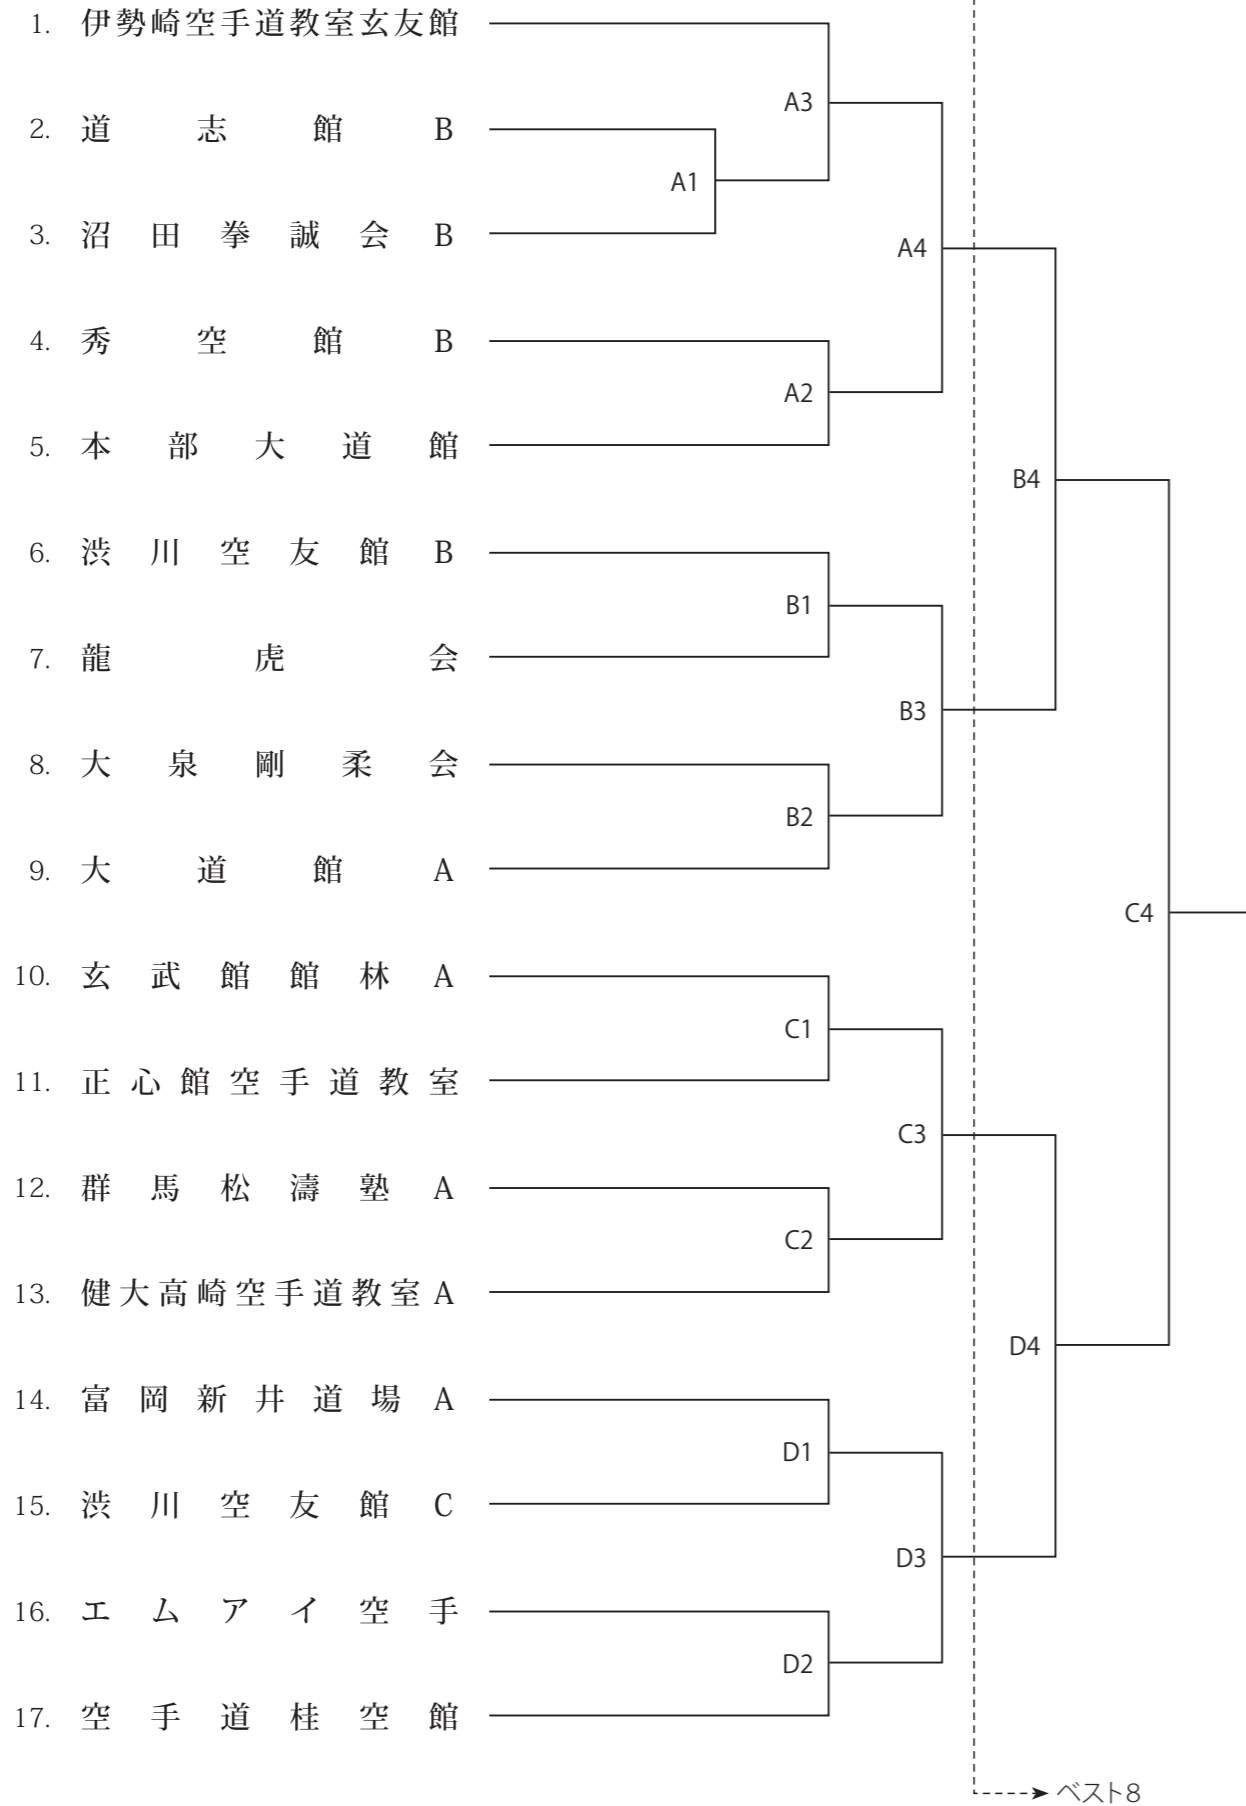 1. 伊勢崎空手道教室玄友館
A3
2. 道志館 B
A1
3. 沼田拳誠会 B
A4
4. 秀空館 B
A2
5. 本部大道館
B4
6. 渋川空友館 B
B1
7. 龍虎会
B3
8. 大泉剛柔会
B2
9. 大道館 A
C4
10. 玄武館館林 A
C1
11. 正心館空手道教室
C3
12. 群馬松濤塾 A
C2
13. 健大高崎空手道教室 A
D4
14. 富岡新井道場 A
D1
15. 渋川空友館 C
D3
16. エムアイ空手
D2
17. 空手道桂空館
ベスト8